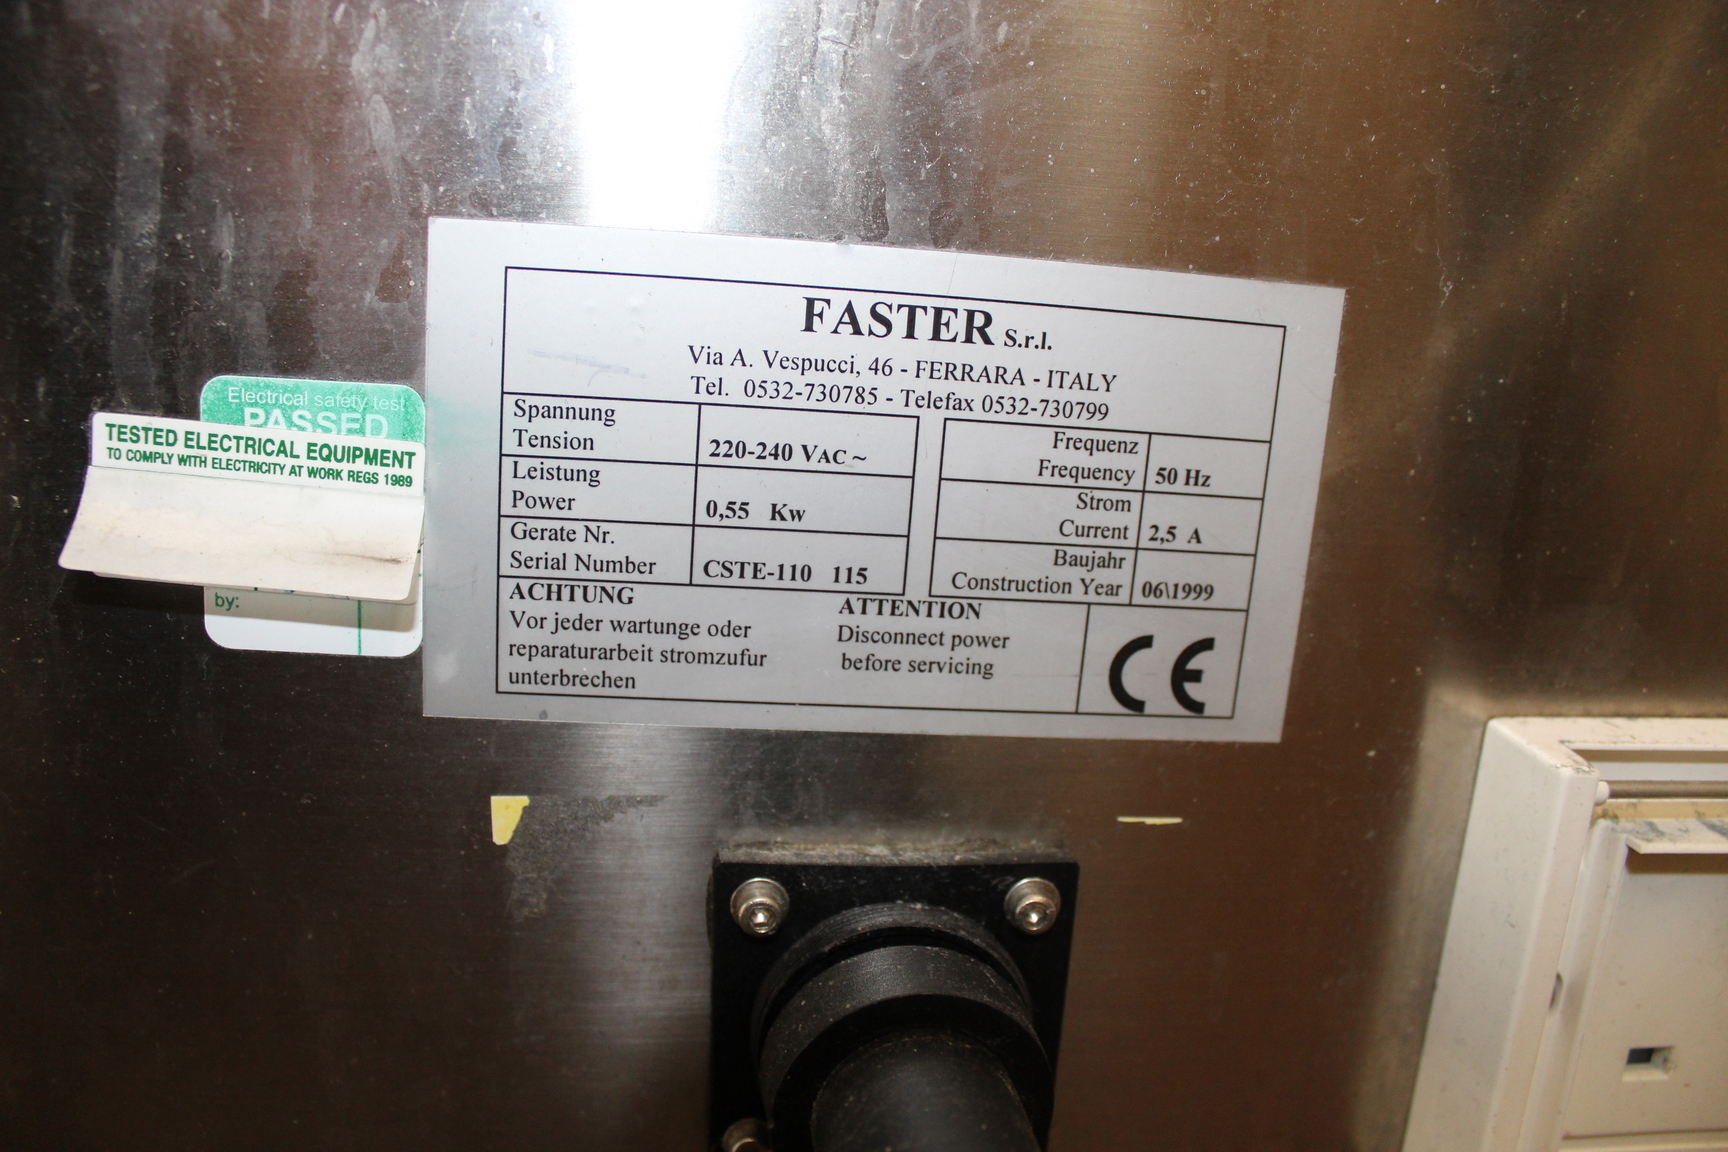 FASTER S.r.l.
Via A. Vespucci, 46 - FERRARA - ITALY
Tel. 0532-730785 - Telefax 0532-730799
Spannung
Tension
220-240 VAC ~
Frequenz
Frequency
50 Hz
Leistung
Power
0,55 Kw
Strom
Current
2,5 A
Gerate Nr.
Serial Number
CSTE-110 115
Baujahr
Construction Year
06\1999
ACHTUNG
Vor jeder wartunge oder
reparaturarbeit stromzufur
unterbrechen
ATTENTION
Disconnect power
before servicing
CE
Electrical safety test
PASSED
TESTED ELECTRICAL EQUIPMENT
TO COMPLY WITH ELECTRICITY AT WORK REGS 1989
by: